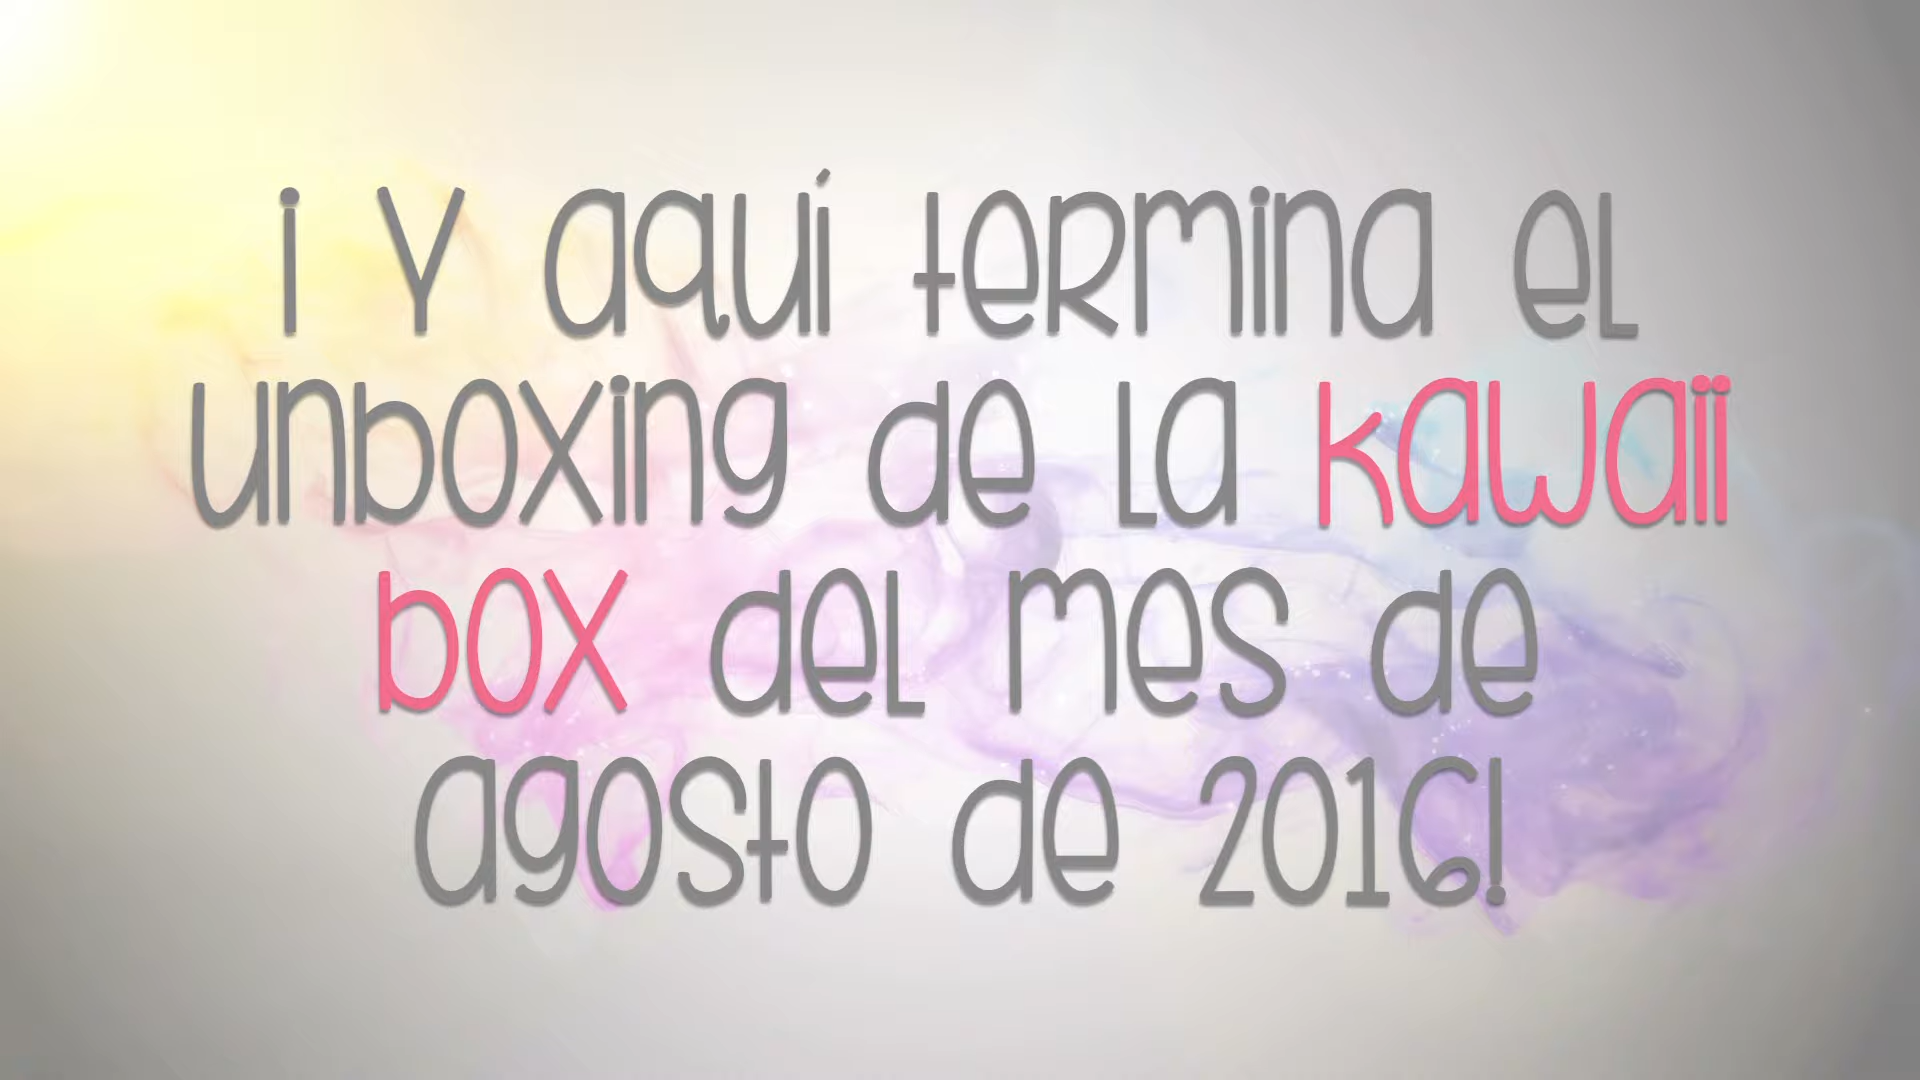 ¡ Y aquí termina el
unboxing de la kawaii
box del mes de
agosto de 2016!